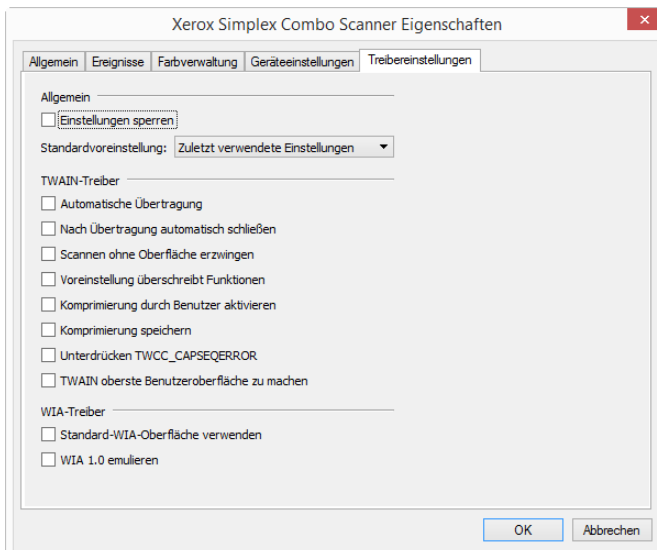 Xerox Simplex Combo Scanner Eigenschaften
Allgemein Ereignisse Farbverwaltung Geräteeinstellungen Treibereinstellungen
Allgemein
Einstellungen sperren
Standardvoreinstellung: Zuletzt verwendete Einstellungen
TWAIN-Treiber
Automatische Übertragung
Nach Übertragung automatisch schließen
Scannen ohne Oberfläche erzwingen
Voreinstellung überschreibt Funktionen
Komprimierung durch Benutzer aktivieren
Komprimierung speichern
Unterdrücken TWCC_CAPSEQERROR
TWAIN oberste Benutzeroberfläche zu machen
WIA-Treiber
Standard-WIA-Oberfläche verwenden
WIA 1.0 emulieren
OK Abbrechen